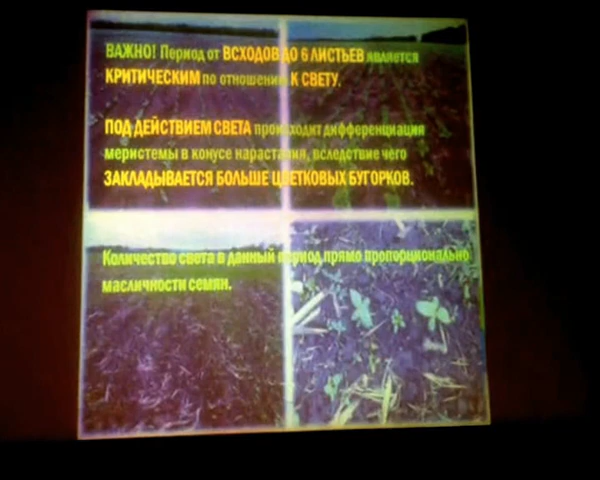 ВАЖНО! Период от ВСХОДОВ ДО 6 ЛИСТЬЕВ является
КРИТИЧЕСКИМ по отношению К СВЕТУ.
ПОД ДЕЙСТВИЕМ СВЕТА происходит дифференциация
меристемы в конусе нарастания, вследствие чего
ЗАКЛАДЫВАЕТСЯ БОЛЬШЕ ЦВЕТКОВЫХ БУГОРКОВ.
Количество света в данный период прямо пропорционально
масличности семян.